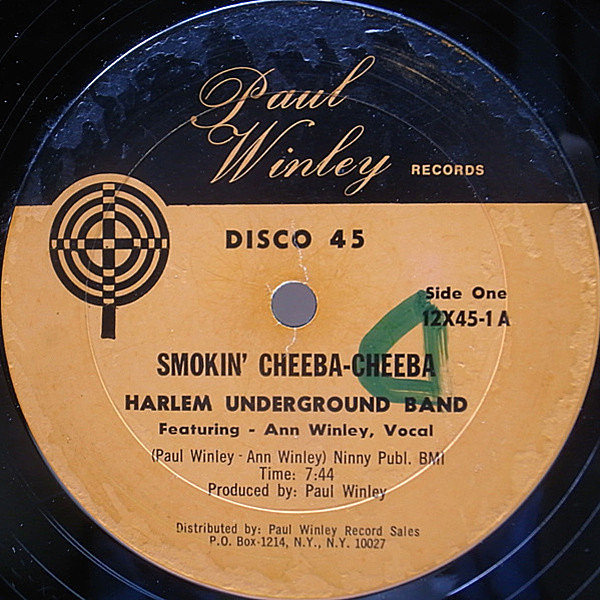 Paul
Winley RECORDS
DISCO 45
Side One
12X45-1A
SMOKIN' CHEEBA-CHEEBA
HARLEM UNDERGROUND BAND
Featuring - Ann Winley, Vocal
(Paul Winley - Ann Winley) Ninny Publ. BMI
Time: 7:44
Produced by: Paul Winley
Distributed by: Paul Winley Record Sales
P.O. Box-1214, N.Y., N.Y. 10027